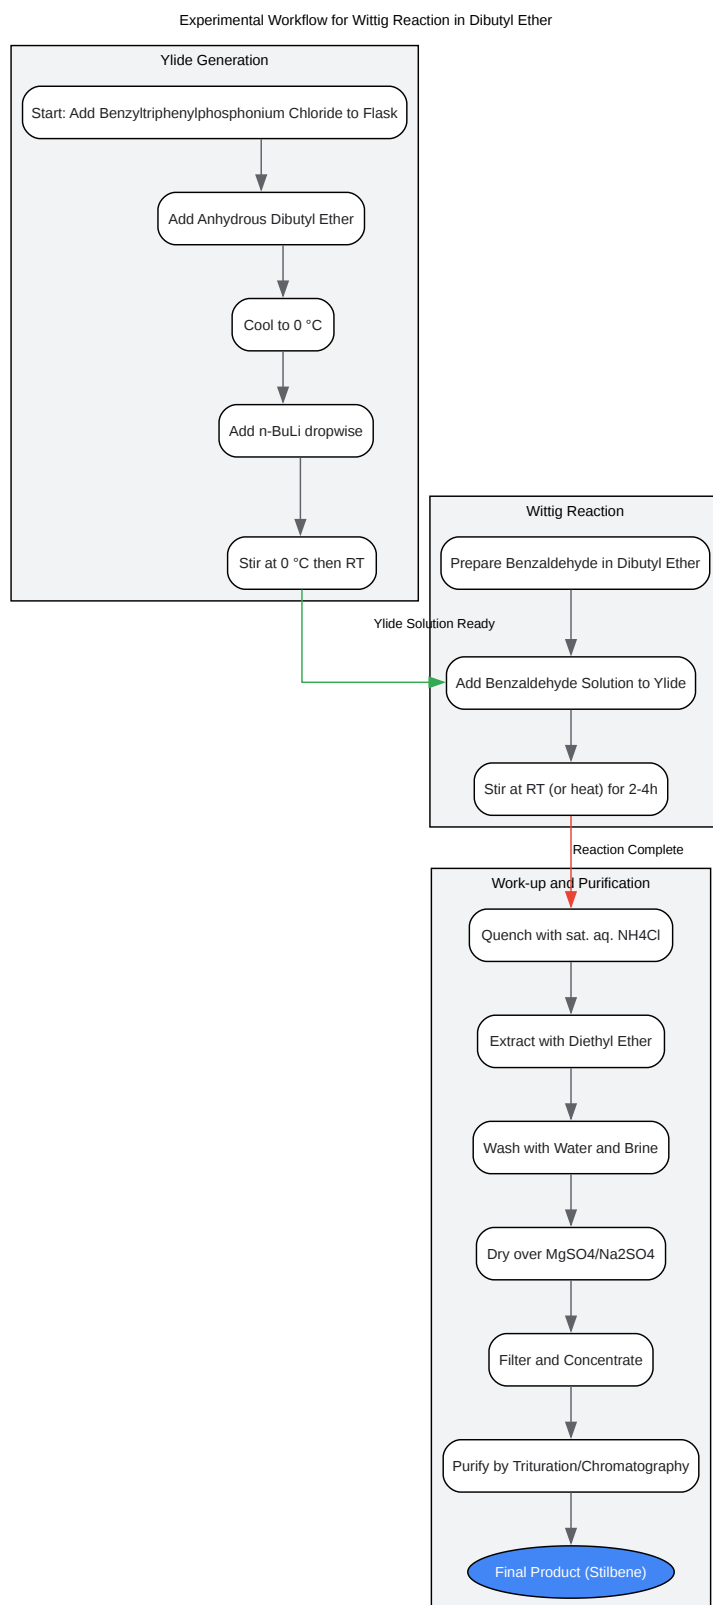 Experimental Workflow for Wittig Reaction in Dibutyl Ether
Ylide Generation
Start: Add Benzyltriphenylphosphonium Chloride to Flask
Add Anhydrous Dibutyl Ether
Cool to 0 °C
Add n-BuLi dropwise
Stir at 0 °C then RT
Ylide Solution Ready
Wittig Reaction
Prepare Benzaldehyde in Dibutyl Ether
Add Benzaldehyde Solution to Ylide
Stir at RT (or heat) for 2-4h
Reaction Complete
Work-up and Purification
Quench with sat. aq. NH4Cl
Extract with Diethyl Ether
Wash with Water and Brine
Dry over MgSO4/Na2SO4
Filter and Concentrate
Purify by Trituration/Chromatography
Final Product (Stilbene)